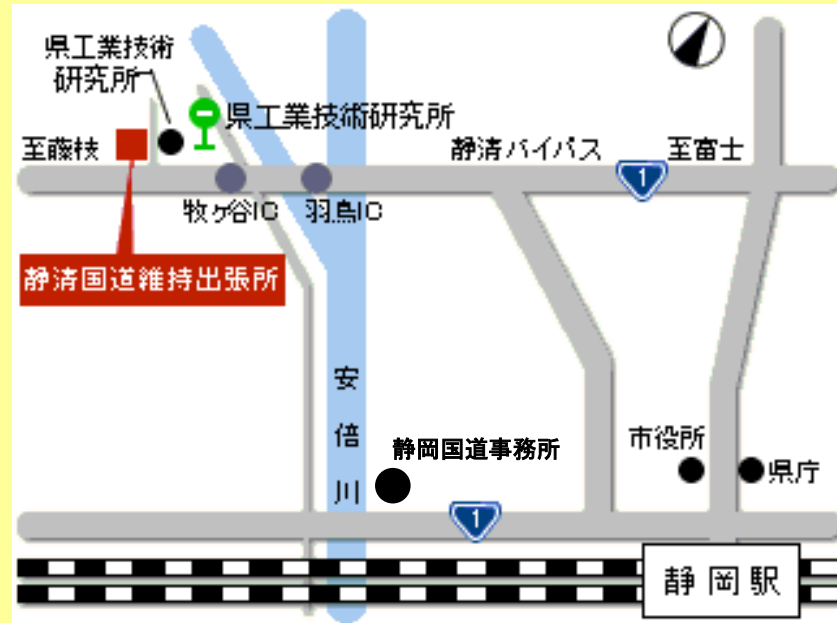 県工業技術
研究所
県工業技術研究所
至藤枝
静清バイパス
至富士
1
牧ヶ谷IC
羽鳥IC
静清国道維持出張所
安倍川
静岡国道事務所
市役所
県庁
1
静岡駅